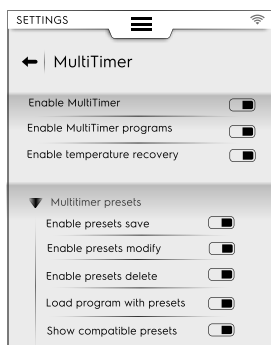 SETTINGS
MultiTimer
Enable MultiTimer
Enable MultiTimer programs
Enable temperature recovery
Multitimer presets
Enable presets save
Enable presets modify
Enable presets delete
Load program with presets
Show compatible presets